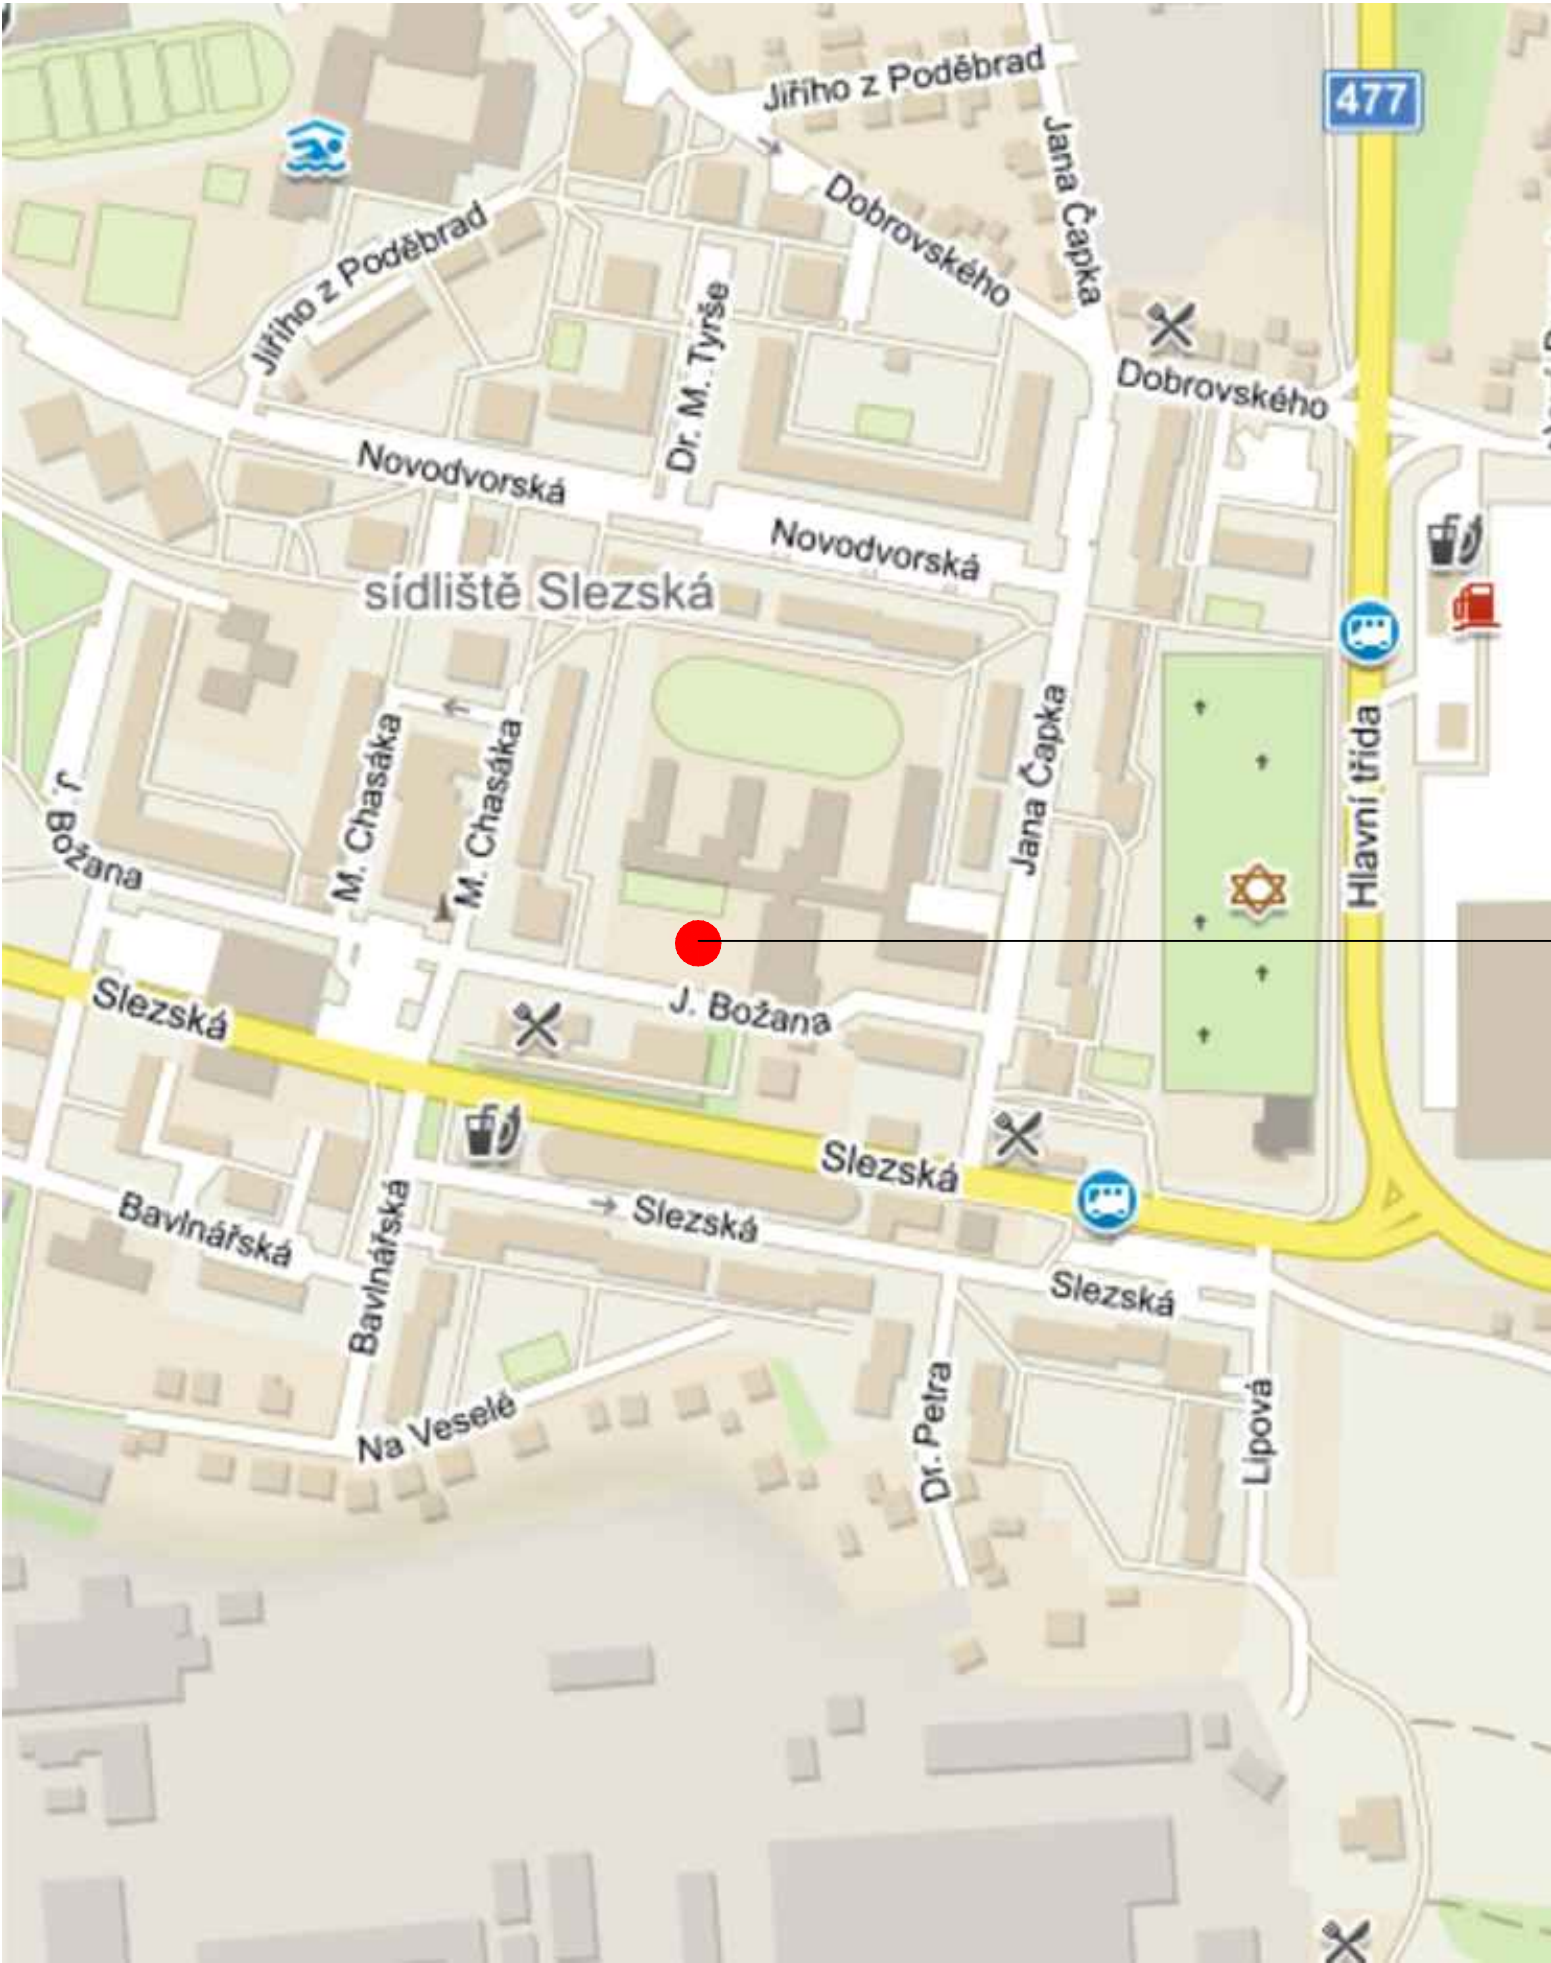 Jiřího z Poděbrad
477
Jana Čapka
Dobrovského
Jiřího z Poděbrad
Dr. M. Tyrše
Dobrovského
Novodvorská
Novodvorská
sídliště Slezská
M. Chasáka
M. Chasáka
Jana Čapka
Hlavní třída
J. Božana
Slezská
J. Božana
Slezská
Bavlnářská
Bavlnářská
Slezská
Slezská
Na Veselé
Dr. Petra
Lipová